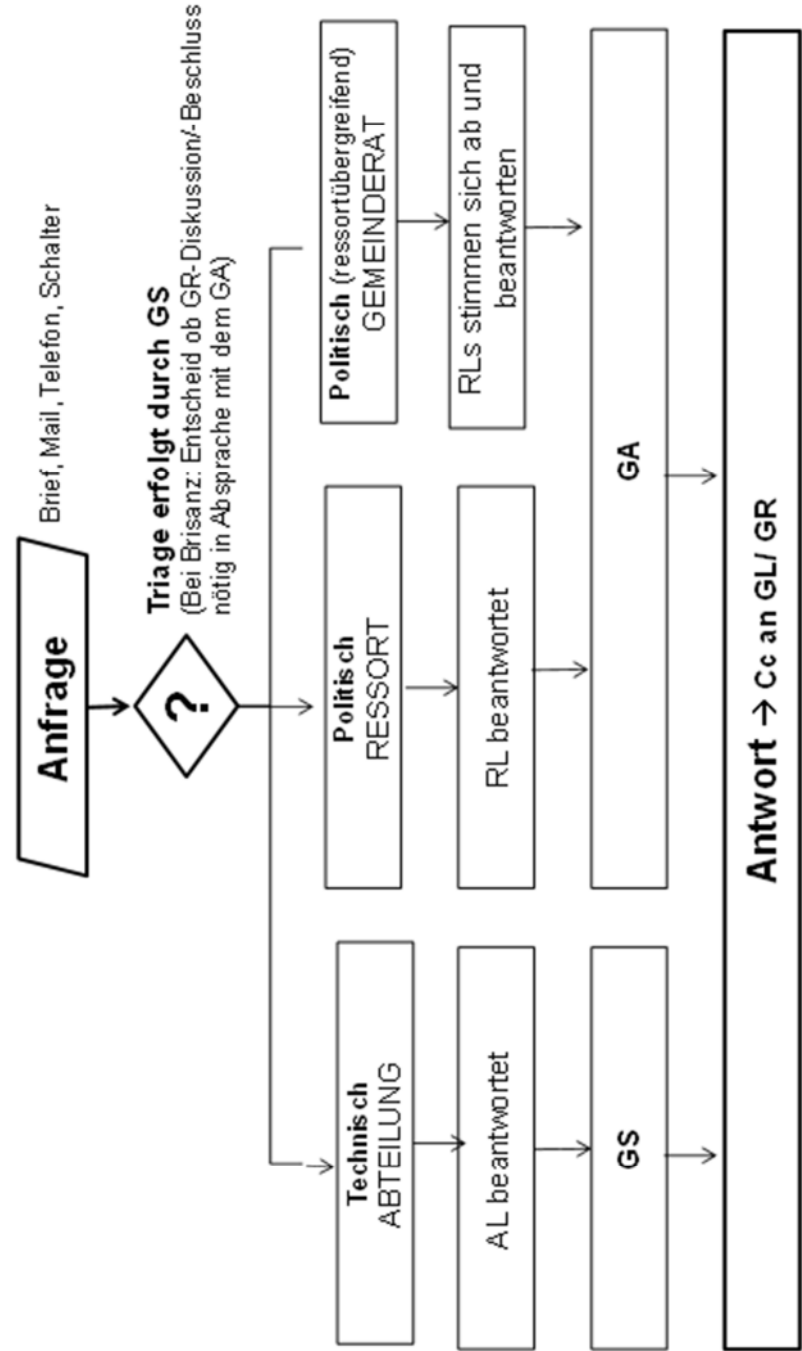 Anfrage
Brief, Mail, Telefon, Schalter
?
Triage erfolgt durch GS
(Bei Brisanz: Entscheid ob GR-Diskussion/-Beschluss
nötig in Absprache mit dem GA)
Technisch
ABTEILUNG
Politisch
RESSORT
Politisch (ressortübergreifend)
GEMEINDERAT
AL beantwortet
RL beantwortet
RLs stimmen sich ab und
beantworten
GS
GA
Antwort → Cc an GL/ GR